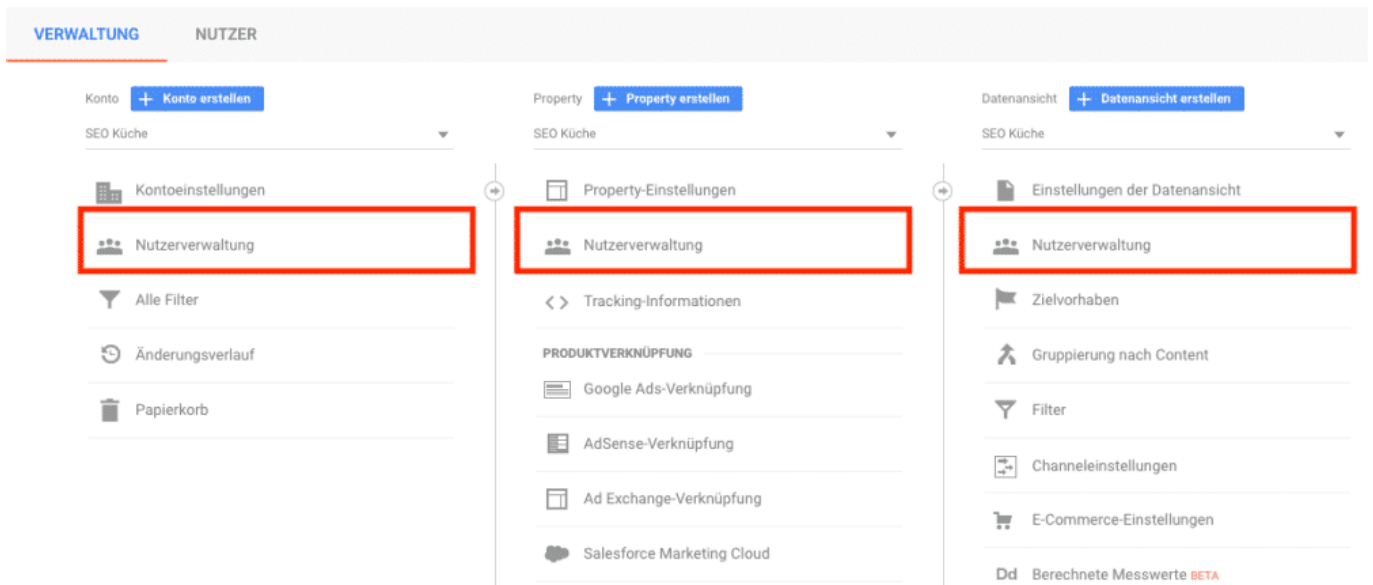 VERWALTUNG NUTZER
Konto + Konto erstellen
SEO Küche
Kontoeinstellungen
Nutzerverwaltung
Alle Filter
Änderungsverlauf
Papierkorb
Property + Property erstellen
SEO Küche
Property-Einstellungen
Nutzerverwaltung
<> Tracking-Informationen
PRODUKTVERKNÜPFUNG
Google Ads-Verknüpfung
AdSense-Verknüpfung
Ad Exchange-Verknüpfung
Salesforce Marketing Cloud
Datenansicht + Datenansicht erstellen
SEO Küche
Einstellungen der Datenansicht
Nutzerverwaltung
Zielvorhaben
Gruppierung nach Content
Filter
Channeleinstellungen
E-Commerce-Einstellungen
Dd Berechnete Messwerte BETA